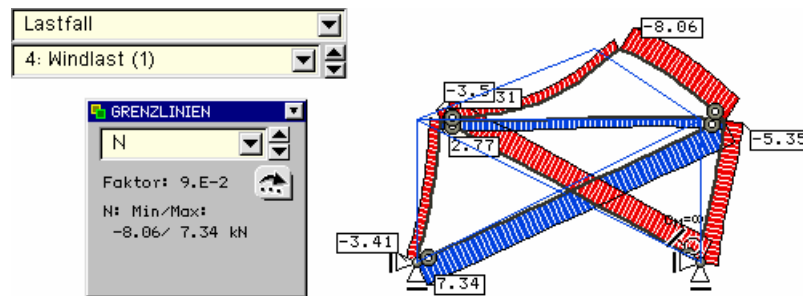 Lastfall
4: Windlast (1)
GRENZLINIEN
N
Faktor: 9.E-2
N: Min/Max:
-8.06/ 7.34 kN
-8.06
-3.5
31
2.77
-5.35
-3.41
7.34